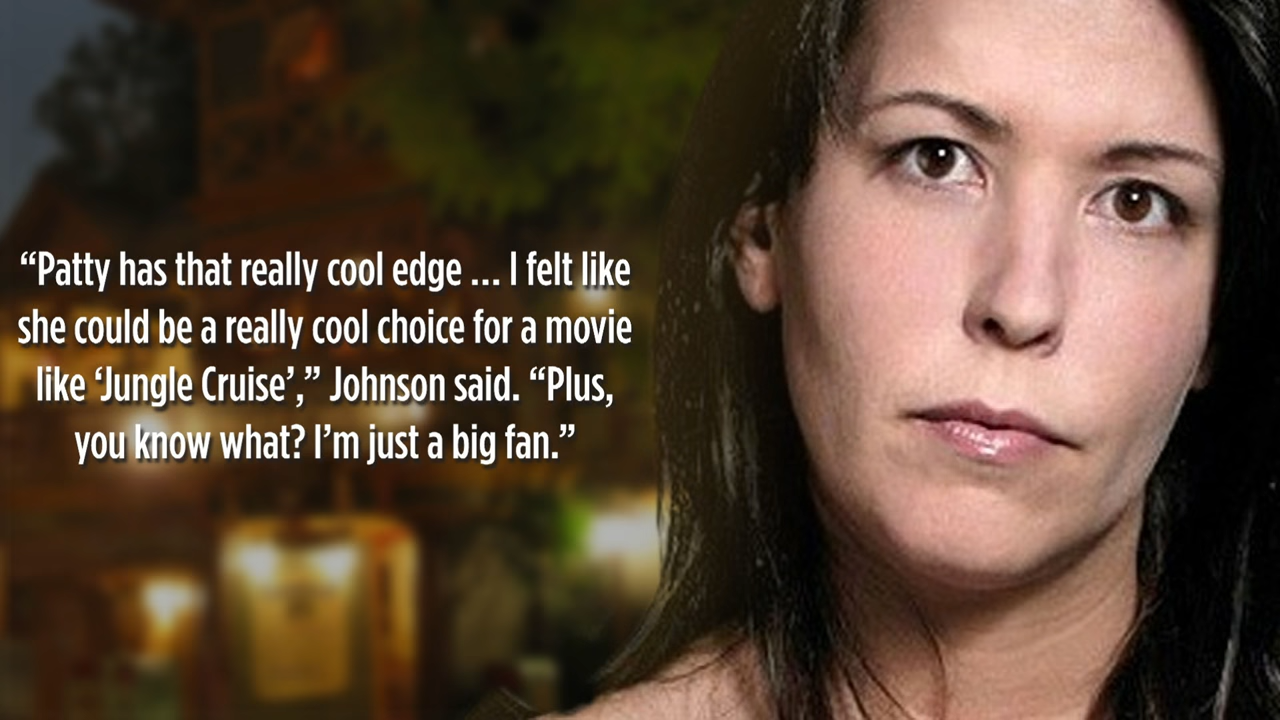 “Patty has that really cool edge ... I felt like
she could be a really cool choice for a movie
like ‘Jungle Cruise’,” Johnson said. “Plus,
you know what? I’m just a big fan.”